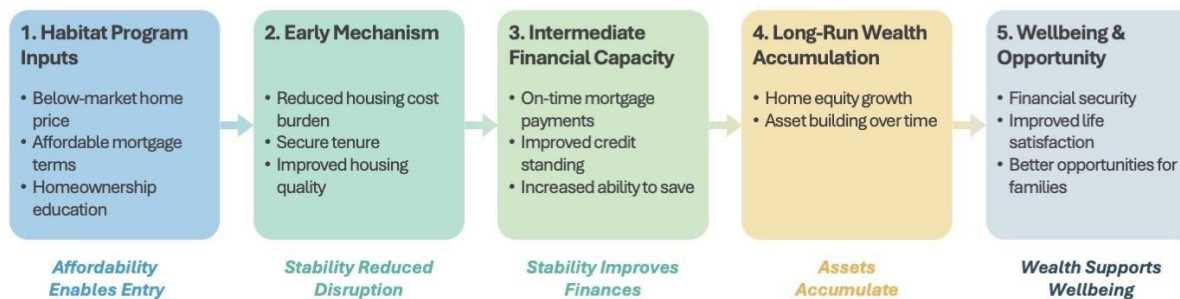 1. Habitat Program
Inputs
• Below-market home
price
• Affordable mortgage
terms
• Homeownership
education
2. Early Mechanism
• Reduced housing cost
burden
• Secure tenure
• Improved housing
quality
3. Intermediate
Financial Capacity
• On-time mortgage
payments
• Improved credit
standing
• Increased ability to save
4. Long-Run Wealth
Accumulation
• Home equity growth
• Asset building over time
5. Wellbeing &
Opportunity
• Financial security
• Improved life
satisfaction
• Better opportunities for
families
Affordability
Enables Entry
Stability Reduced
Disruption
Stability Improves
Finances
Assets
Accumulate
Wealth Supports
Wellbeing